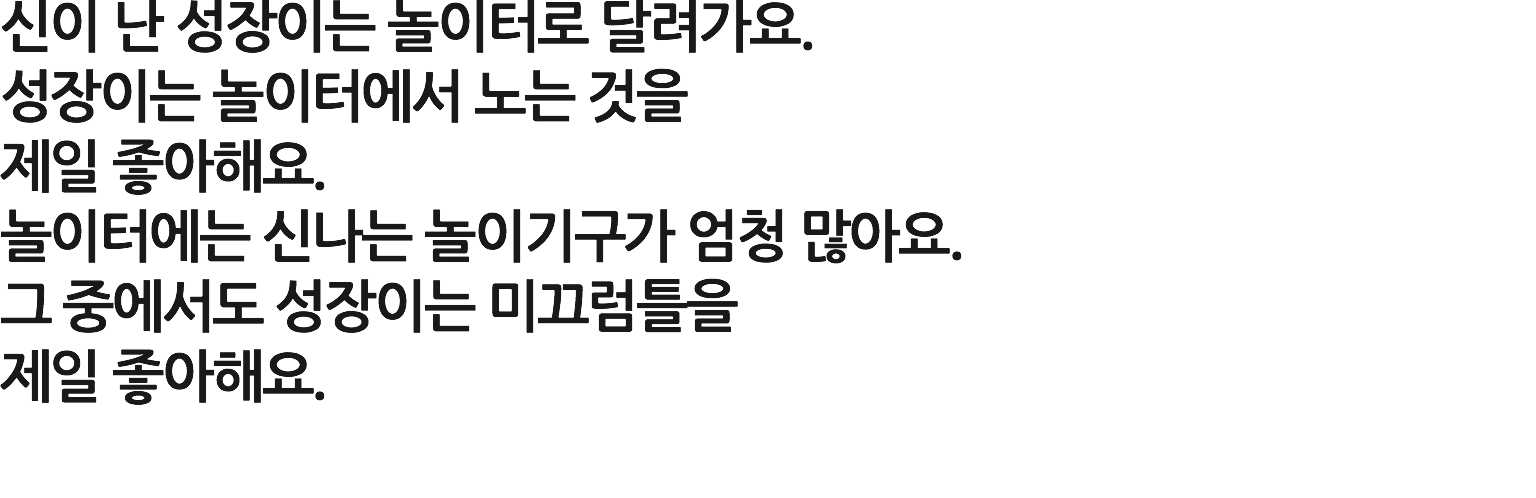 신이 난 성장이는 놀이터로 달려가요.
성장이는 놀이터에서 노는 것을
제일 좋아해요.
놀이터에는 신나는 놀이기구가 엄청 많아요.
그 중에서도 성장이는 미끄럼틀을
제일 좋아해요.